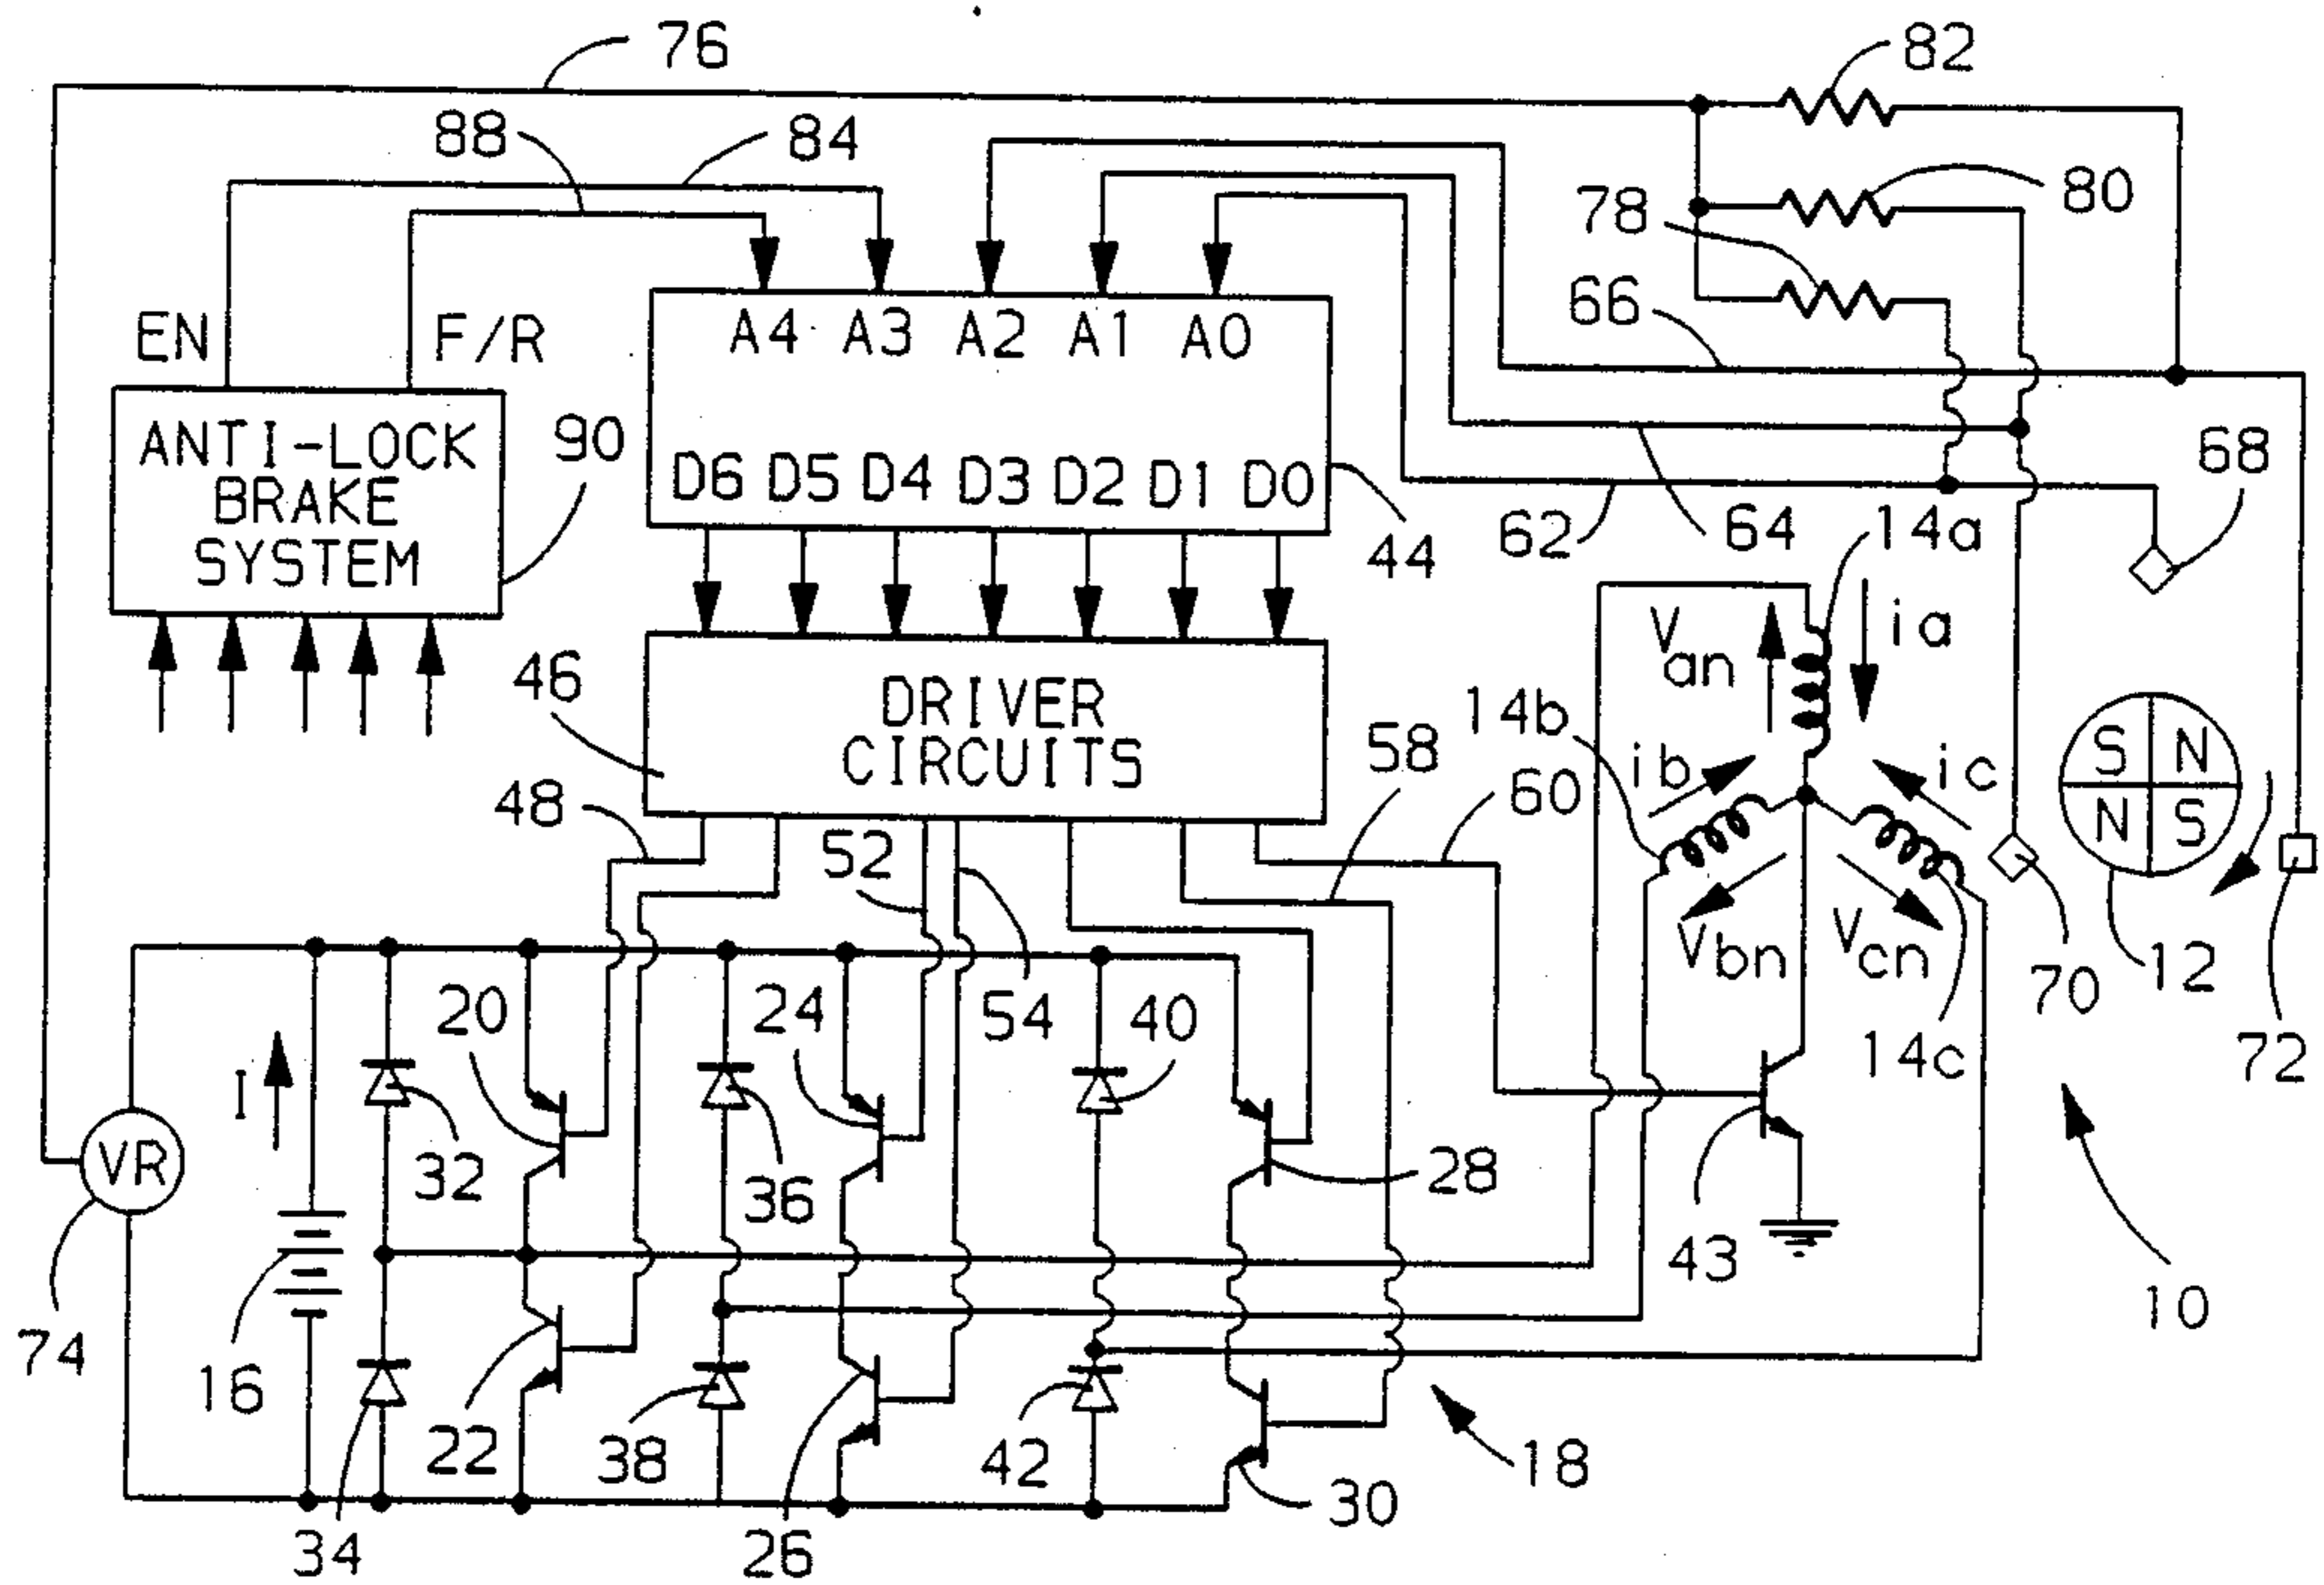 76
82
88
84
80
78
66
EN
F/R
A4 A3 A2 A1 A0
ANTI-LOCK
BRAKE
SYSTEM
90
D6 D5 D4 D3 D2 D1 D0
68
62
64
14a
44
Van
ia
46
DRIVER
CIRCUITS
14b
58
ib
ic
S N
N S
48
60
52
Vbn
Vcn
70
12
20
24
54
40
14c
72
I
VR
32
36
28
43
10
74
16
22
38
42
18
30
34
26